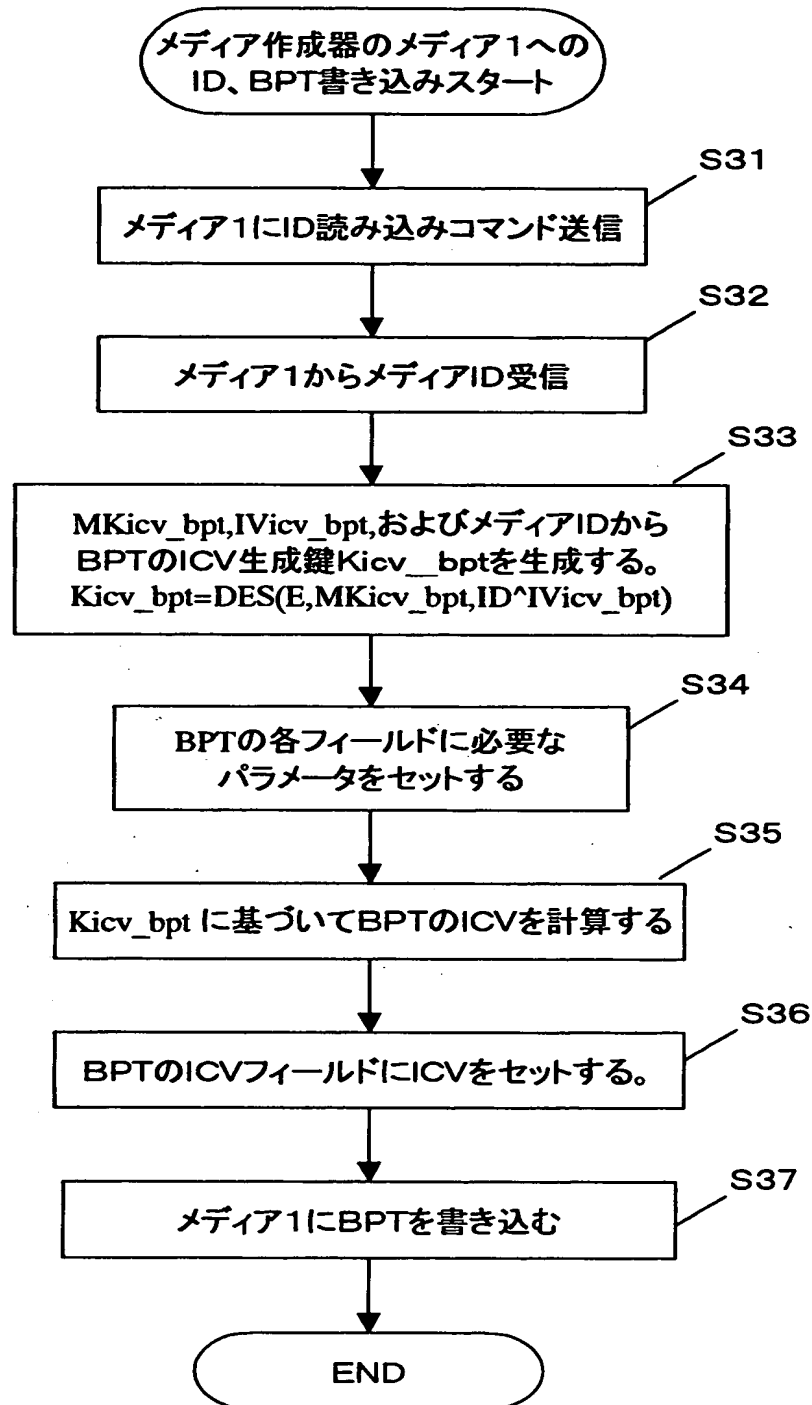 メディア作成器のメディア1への
ID、BPT書き込みスタート
S31
メディア1にID読み込みコマンド送信
S32
メディア1からメディアID受信
S33
MKicv_bpt,IVicv_bpt,およびメディアIDから
BPTのICV生成鍵Kicv__bptを生成する。
Kicv_bpt=DES(E,MKicv_bpt,ID^IVicv_bpt)
S34
BPTの各フィールドに必要な
パラメータをセットする
S35
Kicv_bpt に基づいてBPTのICVを計算する
S36
BPTのICVフィールドにICVをセットする。
S37
メディア1にBPTを書き込む
END